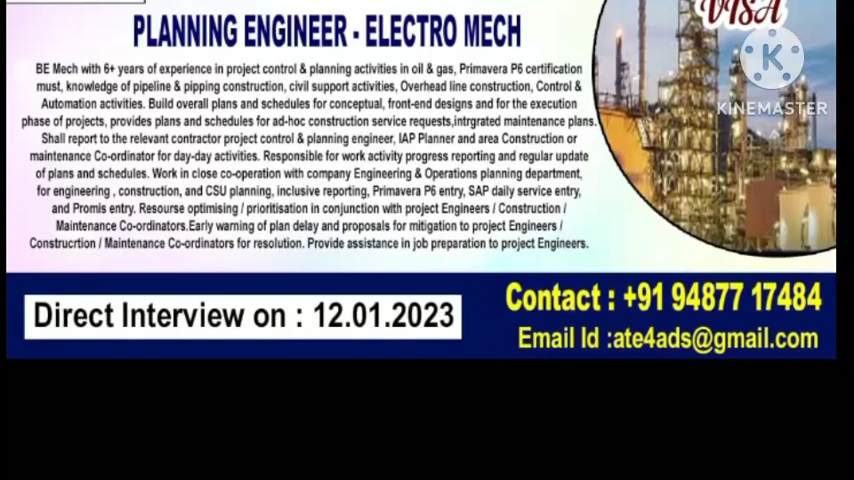 VISA
KINEMASTER
PLANNING ENGINEER - ELECTRO MECH
BE Mech with 6+ years of experience in project control & planning activities in oil & gas, Primavera P6 certification
must, knowledge of pipeline & pipping construction, civil support activities, Overhead line construction, Control &
Automation activities. Build overall plans and schedules for conceptual, front-end designs and for the execution
phase of projects, provides plans and schedules for ad-hoc construction service requests,intrgrated maintenance plans.
Shall report to the relevant contractor project control & planning engineer, IAP Planner and area Construction or
maintenance Co-ordinator for day-day activities. Responsible for work activity progress reporting and regular update
of plans and schedules. Work in close co-operation with company Engineering & Operations planning department,
for engineering , construction, and CSU planning, inclusive reporting, Primavera P6 entry, SAP daily service entry,
and Promis entry. Resourse optimising / prioritisation in conjunction with project Engineers / Construction /
Maintenance Co-ordinators.Early warning of plan delay and proposals for mitigation to project Engineers /
Construcrtion / Maintenance Co-ordinators for resolution. Provide assistance in job preparation to project Engineers.
Direct Interview on : 12.01.2023
Contact : +91 94877 17484
Email Id :ate4ads@gmail.com